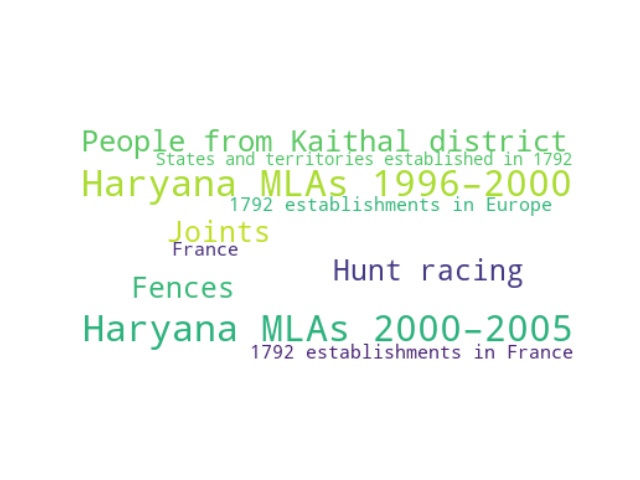 People from Kaithal district
States and territories established in 1792
Haryana MLAs 1996–2000
1792 establishments in Europe
Joints
France
Hunt racing
Fences
Haryana MLAs 2000–2005
1792 establishments in France